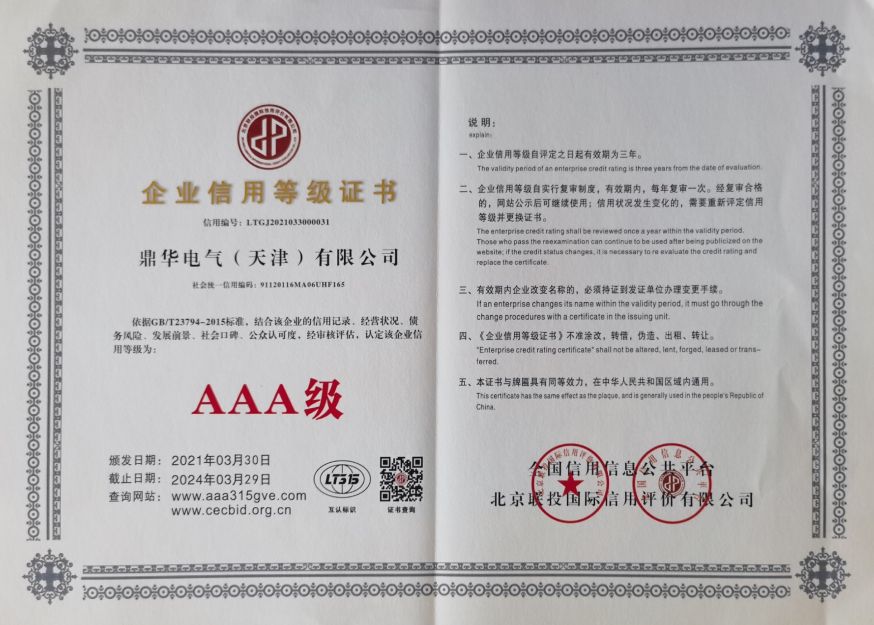 企业信用等级证书
信用编号：LTGJ2021033000031
鼎华电气（天津）有限公司
社会统一信用编码：91120116MA06UHF165
依据GB/T23794-2015标准，结合该企业的信用记录、经营状况、债
务风险、发展前景、社会口碑、公众认可度，经审核评估，认定该企业信
用等级为：
AAA级
颁发日期：2021年03月30日
截止日期：2024年03月29日
查询网站：www.aaa315gve.com
www.cecbid.org.cn
LT315
互认标识
证书查询
说明：
explain:
一、企业信用等级自评定之日起有效期为三年。
The validity period of an enterprise credit rating is three years from the date of evaluation.
二、企业信用等级自实行复审制度，有效期内，每年复审一次。经复审合格
的，网站公示后可继续使用；信用状况发生变化的，需要重新评定信用
等级并更换证书。
The enterprise credit rating shall be reviewed once a year within the validity period.
Those who pass the reexamination can continue to be used after being publicized on the
website; if the credit status changes, it is necessary to re evaluate the credit rating and
replace the certificate.
三、有效期内企业改变名称的，必须持证到发证单位办理变更手续。
If an enterprise changes its name within the validity period, it must go through the
change procedures with a certificate in the issuing unit.
四、《企业信用等级证书》不准涂改，转借，伪造、出租、转让。
"Enterprise credit rating certificate" shall not be altered, lent, forged, leased or trans-
ferred.
五、本证书与牌匾具有同等效力，在中华人民共和国区域内通用。
This certificate has the same effect as the plaque, and is generally used in the people's Republic of
China.
全国信用信息公共平台
北京联投国际信用评价有限公司